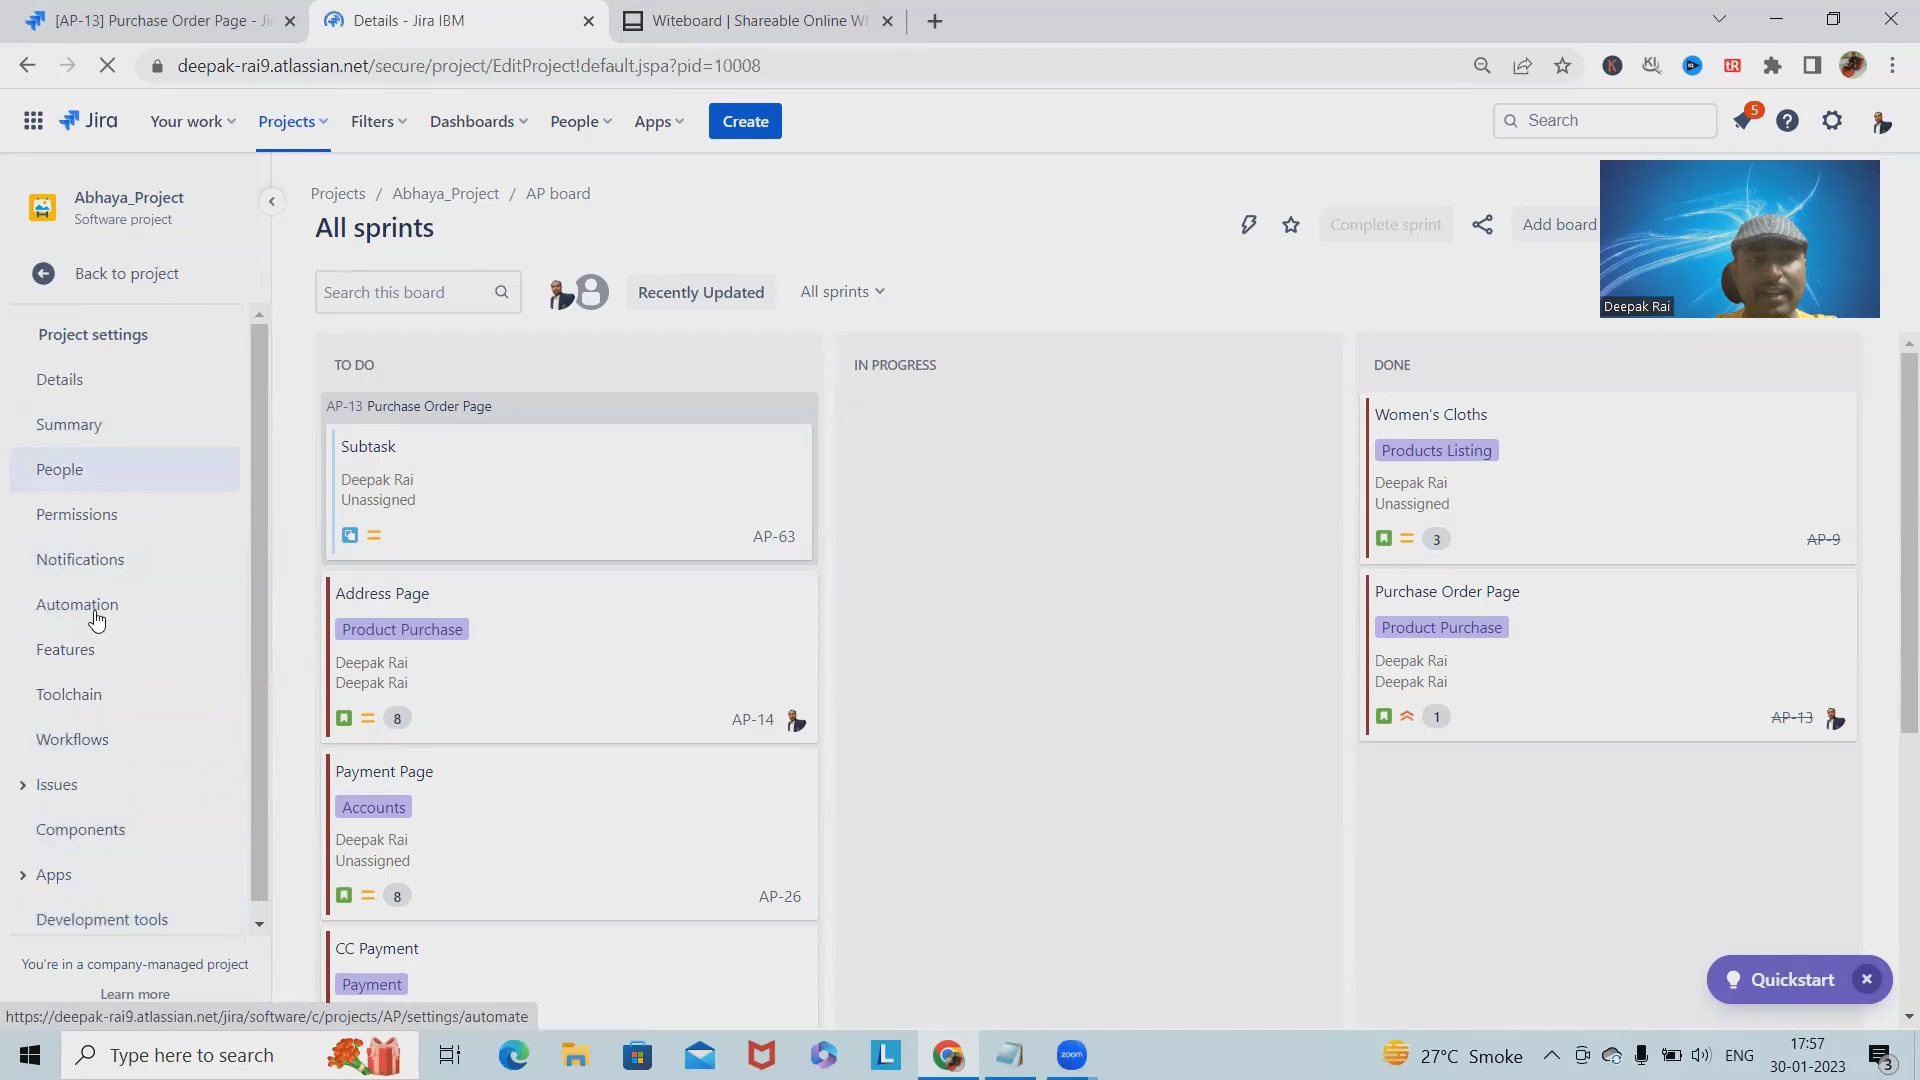 [AP-13] Purchase Order Page - Ji
Details - Jira IBM
Witeboard | Shareable Online Wh
deepak-rai9.atlassian.net/secure/project/EditProject!default.jspa?pid=10008
Jira
Your work
Projects
Filters
Dashboards
People
Apps
Create
Search
5
Abhaya_Project
Software project
Back to project
Project settings
Details
Summary
People
Permissions
Notifications
Automation
Features
Toolchain
Workflows
Issues
Components
Apps
Development tools
You're in a company-managed project
Learn more
https://deepak-rai9.atlassian.net/jira/software/c/projects/AP/settings/automate
Projects / Abhaya_Project / AP board
All sprints
Complete sprint
Add board
Search this board
Recently Updated
All sprints
Deepak Rai
TO DO
AP-13 Purchase Order Page
Subtask
Deepak Rai
Unassigned
AP-63
Address Page
Product Purchase
Deepak Rai
Deepak Rai
8
AP-14
Payment Page
Accounts
Deepak Rai
Unassigned
8
AP-26
CC Payment
Payment
IN PROGRESS
DONE
Women's Cloths
Products Listing
Deepak Rai
Unassigned
3
AP-9
Purchase Order Page
Product Purchase
Deepak Rai
Deepak Rai
1
AP-13
Quickstart
Type here to search
L
zoom
27°C Smoke
ENG
17:57
30-01-2023
3